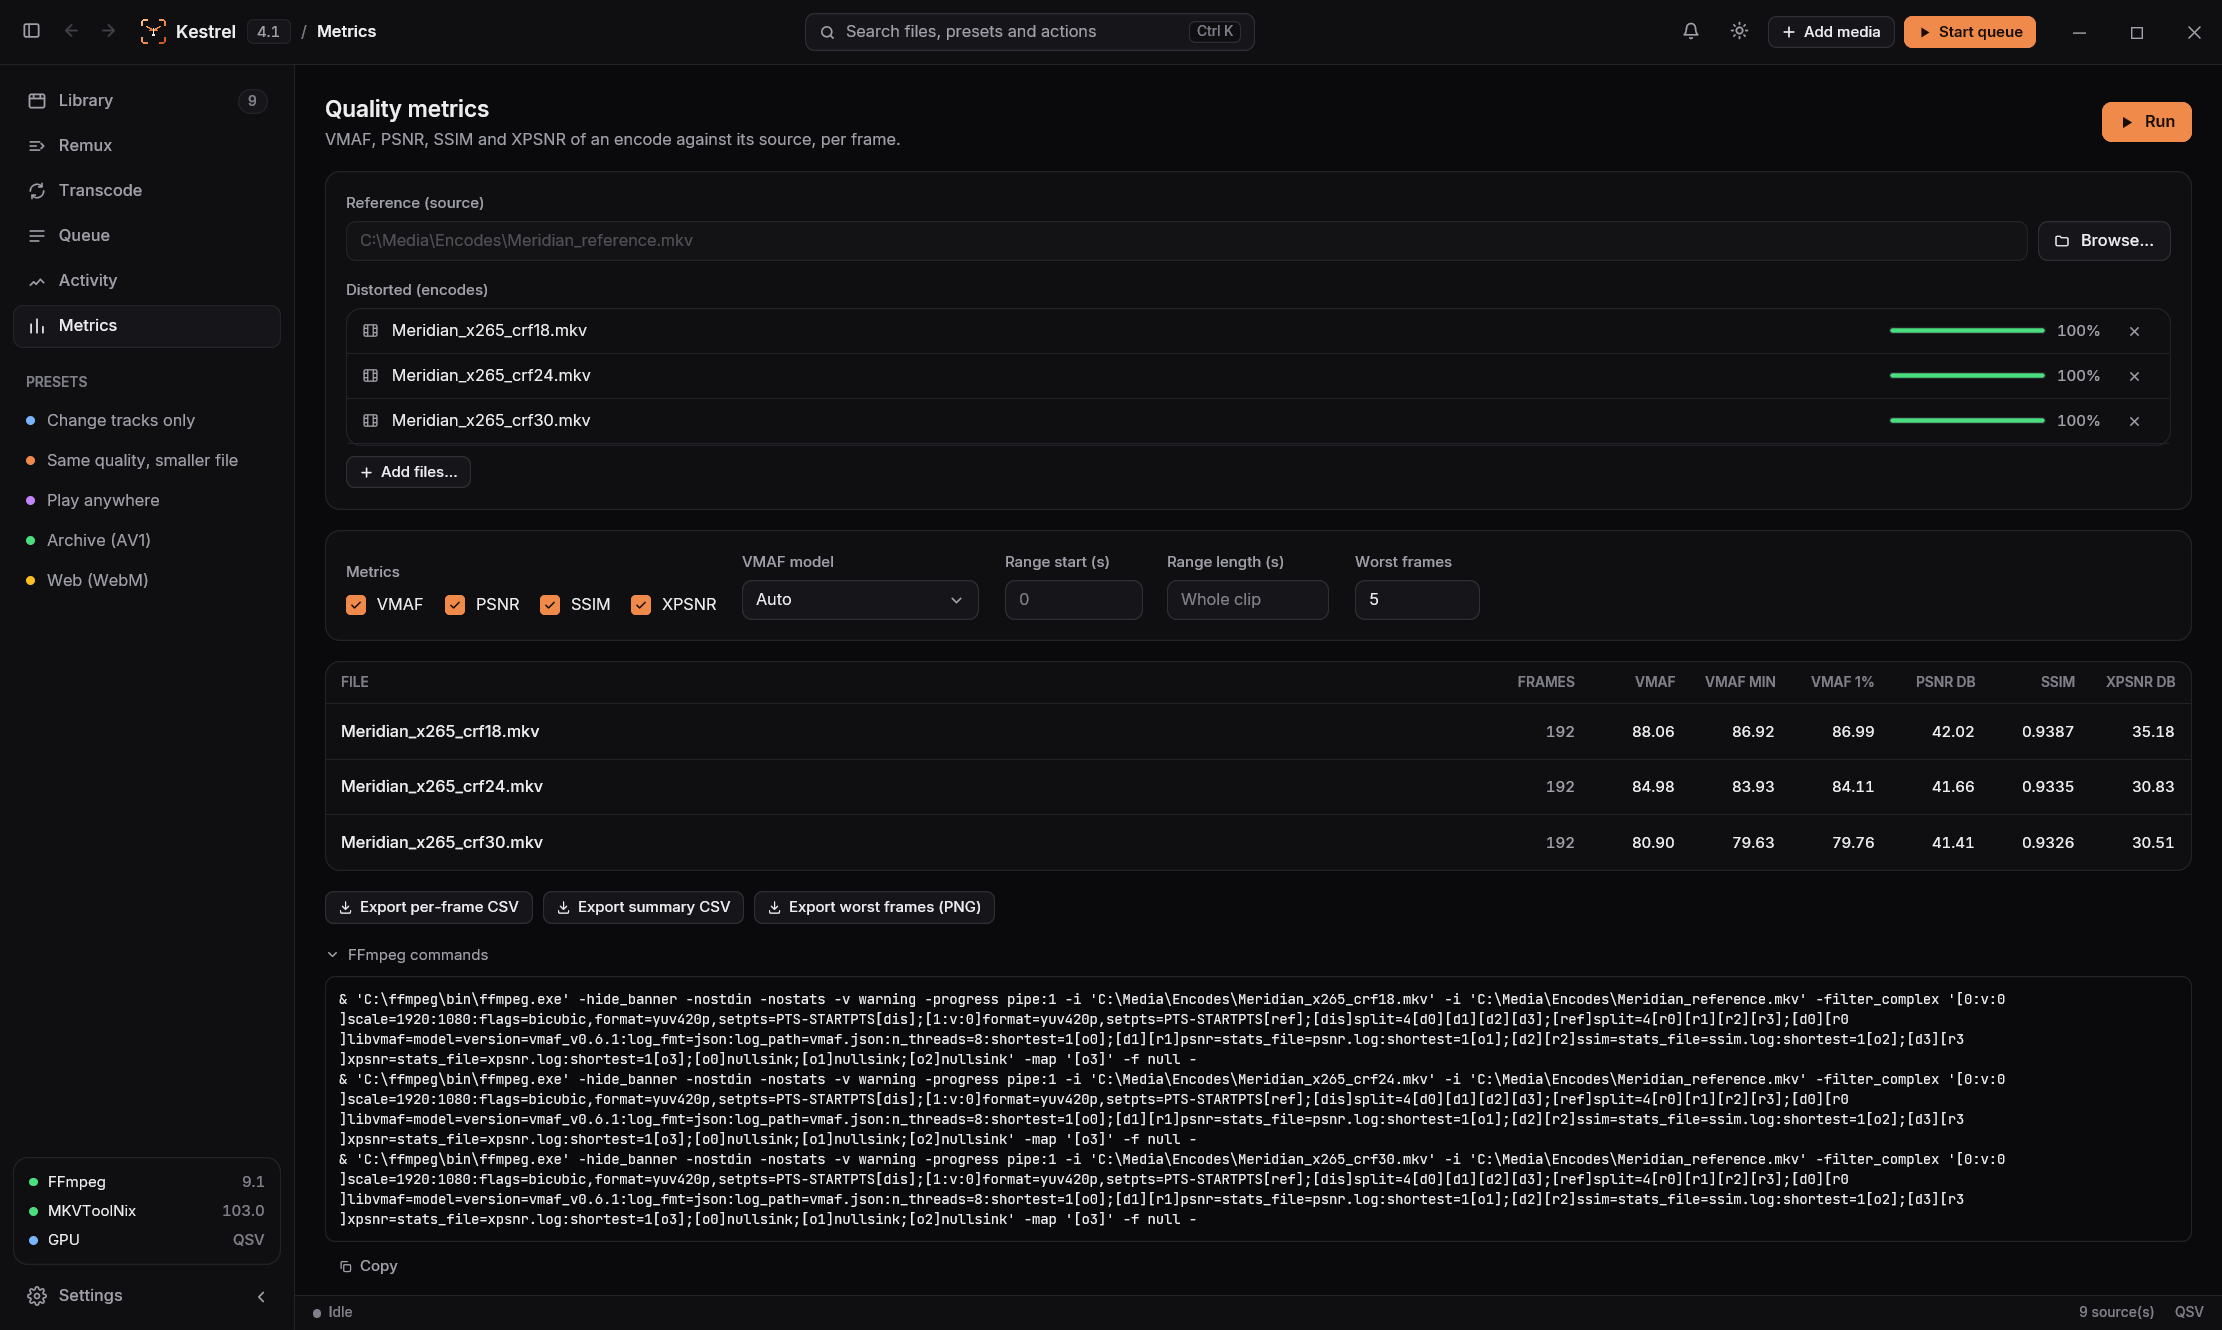 Kestrel 4.1 / Metrics
Search files, presets and actions Ctrl K
Add media
Start queue
Library 9
Remux
Transcode
Queue
Activity
Metrics
PRESETS
Change tracks only
Same quality, smaller file
Play anywhere
Archive (AV1)
Web (WebM)
FFmpeg 9.1
MKVToolNix 103.0
GPU QSV
Settings
Quality metrics
VMAF, PSNR, SSIM and XPSNR of an encode against its source, per frame.
Run
Reference (source)
C:\Media\Encodes\Meridian_reference.mkv
Browse...
Distorted (encodes)
Meridian_x265_crf18.mkv 100%
Meridian_x265_crf24.mkv 100%
Meridian_x265_crf30.mkv 100%
Add files...
Metrics
VMAF PSNR SSIM XPSNR
VMAF model
Auto
Range start (s)
0
Range length (s)
Whole clip
Worst frames
5
FILE FRAMES VMAF VMAF MIN VMAF 1% PSNR DB SSIM XPSNR DB
Meridian_x265_crf18.mkv 192 88.06 86.92 86.99 42.02 0.9387 35.18
Meridian_x265_crf24.mkv 192 84.98 83.93 84.11 41.66 0.9335 30.83
Meridian_x265_crf30.mkv 192 80.90 79.63 79.76 41.41 0.9326 30.51
Export per-frame CSV
Export summary CSV
Export worst frames (PNG)
FFmpeg commands
& 'C:\ffmpeg\bin\ffmpeg.exe' -hide_banner -nostdin -nostats -v warning -progress pipe:1 -i 'C:\Media\Encodes\Meridian_x265_crf18.mkv' -i 'C:\Media\Encodes\Meridian_reference.mkv' -filter_complex '[0:v:0
]scale=1920:1080:flags=bicubic,format=yuv420p,setpts=PTS-STARTPTS[dis];[1:v:0]format=yuv420p,setpts=PTS-STARTPTS[ref];[dis]split=4[d0][d1][d2][d3];[ref]split=4[r0][r1][r2][r3];[d0][r0
]libvmaf=model=version=vmaf_v0.6.1:log_fmt=json:log_path=vmaf.json:n_threads=8:shortest=1[o0];[d1][r1]psnr=stats_file=psnr.log:shortest=1[o1];[d2][r2]ssim=stats_file=ssim.log:shortest=1[o2];[d3][r3
]xpsnr=stats_file=xpsnr.log:shortest=1[o3];[o0]nullsink;[o1]nullsink;[o2]nullsink' -map '[o3]' -f null -
& 'C:\ffmpeg\bin\ffmpeg.exe' -hide_banner -nostdin -nostats -v warning -progress pipe:1 -i 'C:\Media\Encodes\Meridian_x265_crf24.mkv' -i 'C:\Media\Encodes\Meridian_reference.mkv' -filter_complex '[0:v:0
]scale=1920:1080:flags=bicubic,format=yuv420p,setpts=PTS-STARTPTS[dis];[1:v:0]format=yuv420p,setpts=PTS-STARTPTS[ref];[dis]split=4[d0][d1][d2][d3];[ref]split=4[r0][r1][r2][r3];[d0][r0
]libvmaf=model=version=vmaf_v0.6.1:log_fmt=json:log_path=vmaf.json:n_threads=8:shortest=1[o0];[d1][r1]psnr=stats_file=psnr.log:shortest=1[o1];[d2][r2]ssim=stats_file=ssim.log:shortest=1[o2];[d3][r3
]xpsnr=stats_file=xpsnr.log:shortest=1[o3];[o0]nullsink;[o1]nullsink;[o2]nullsink' -map '[o3]' -f null -
& 'C:\ffmpeg\bin\ffmpeg.exe' -hide_banner -nostdin -nostats -v warning -progress pipe:1 -i 'C:\Media\Encodes\Meridian_x265_crf30.mkv' -i 'C:\Media\Encodes\Meridian_reference.mkv' -filter_complex '[0:v:0
]scale=1920:1080:flags=bicubic,format=yuv420p,setpts=PTS-STARTPTS[dis];[1:v:0]format=yuv420p,setpts=PTS-STARTPTS[ref];[dis]split=4[d0][d1][d2][d3];[ref]split=4[r0][r1][r2][r3];[d0][r0
]libvmaf=model=version=vmaf_v0.6.1:log_fmt=json:log_path=vmaf.json:n_threads=8:shortest=1[o0];[d1][r1]psnr=stats_file=psnr.log:shortest=1[o1];[d2][r2]ssim=stats_file=ssim.log:shortest=1[o2];[d3][r3
]xpsnr=stats_file=xpsnr.log:shortest=1[o3];[o0]nullsink;[o1]nullsink;[o2]nullsink' -map '[o3]' -f null -
Copy
Idle
9 source(s) QSV